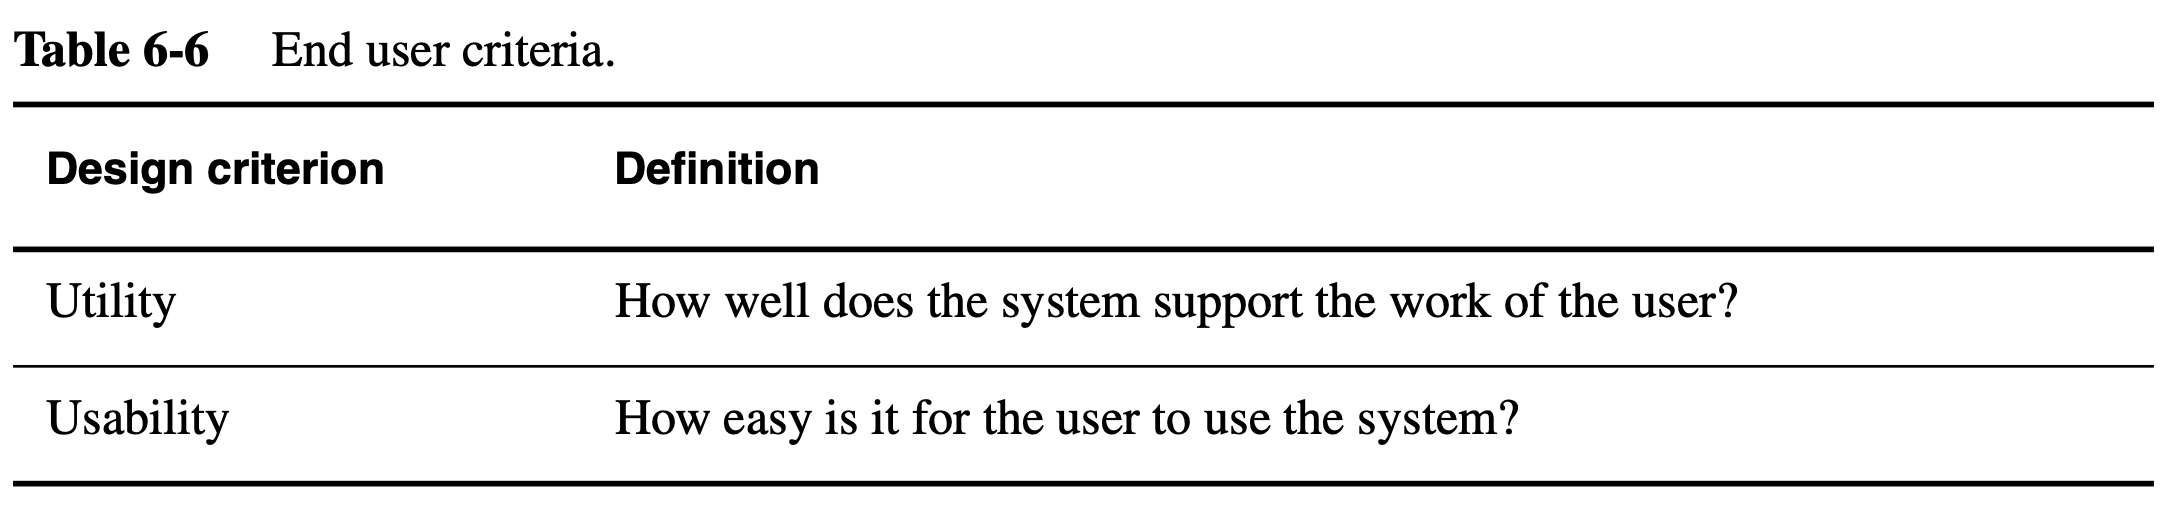 Table 6-6 End user criteria.
Design criterion Definition
Utility How well does the system support the work of the user?
Usability How easy is it for the user to use the system?